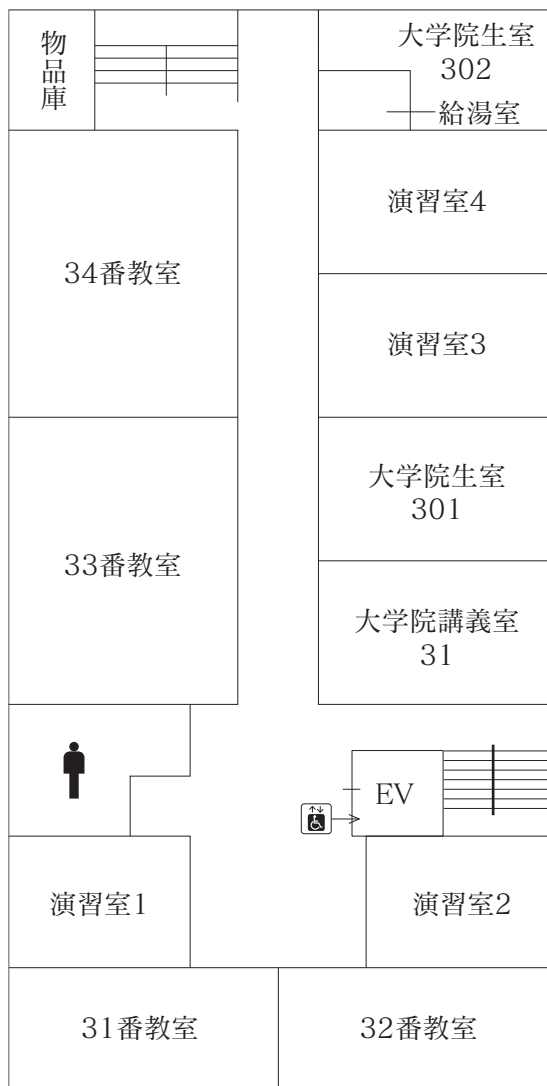 物品庫
大学院生室
302
給湯室
演習室4
34番教室
演習室3
大学院生室
301
33番教室
大学院講義室
31
EV
演習室1
演習室2
31番教室
32番教室